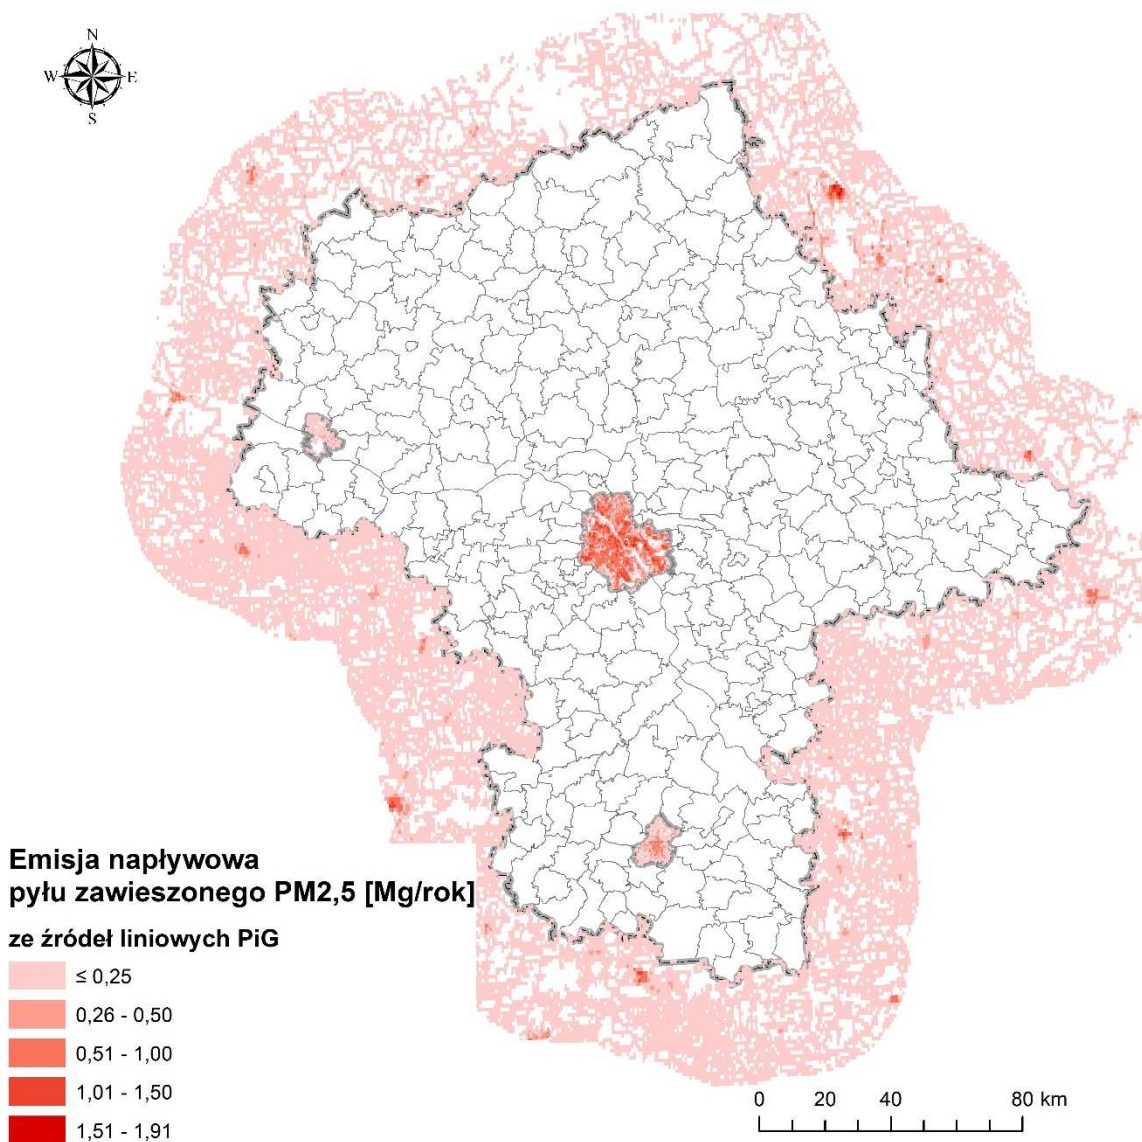 N
W E
S
Emisja napływowa
pyłu zawieszonego PM2,5 [Mg/rok]
ze źródeł liniowych PiG
≤ 0,25
0,26 - 0,50
0,51 - 1,00
1,01 - 1,50
1,51 - 1,91
0 20 40 80 km